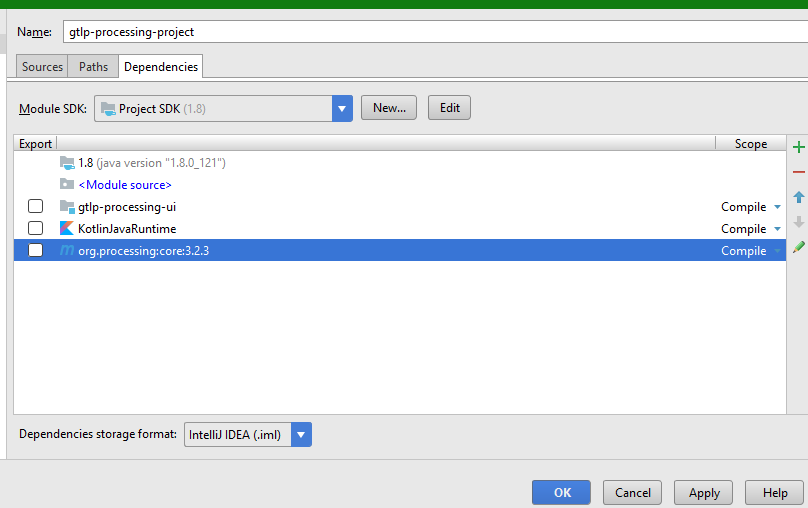 Name: gtlp-processing-project
Sources Paths Dependencies
Module SDK: Project SDK (1.8) New... Edit
Export Scope
1.8 (java version "1.8.0_121")
<Module source>
gtlp-processing-ui Compile
KotlinJavaRuntime Compile
m org.processing:core:3.2.3 Compile
Dependencies storage format: IntelliJ IDEA (.iml)
OK Cancel Apply Help